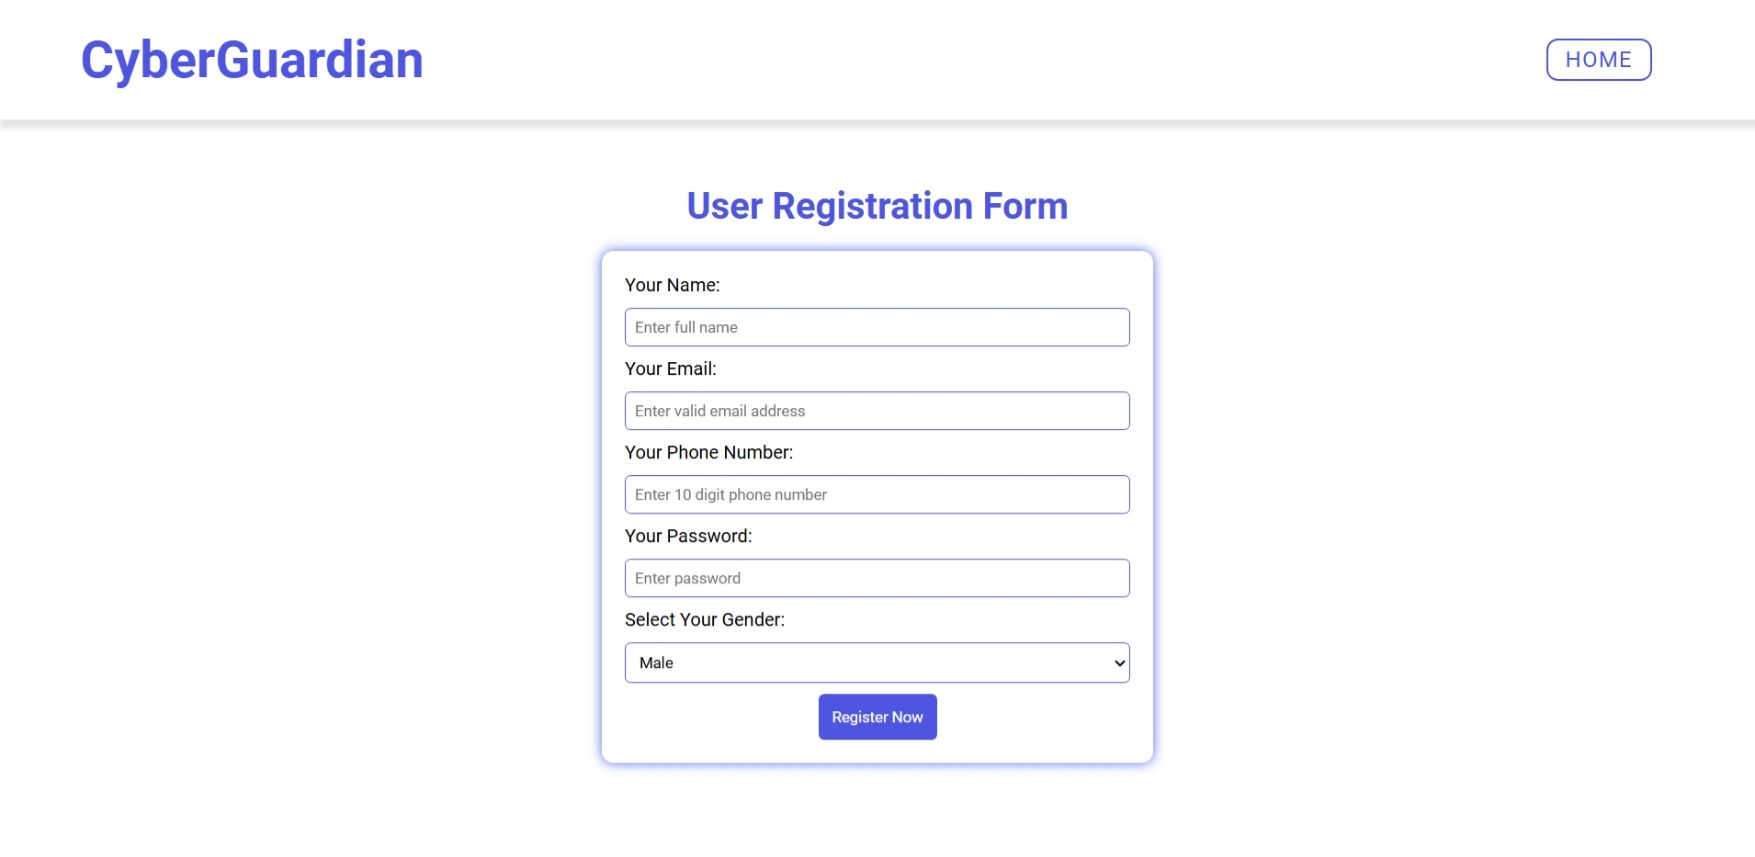 CyberGuardian
HOME
User Registration Form
Your Name:
Enter full name
Your Email:
Enter valid email address
Your Phone Number:
Enter 10 digit phone number
Your Password:
Enter password
Select Your Gender:
Male
Register Now